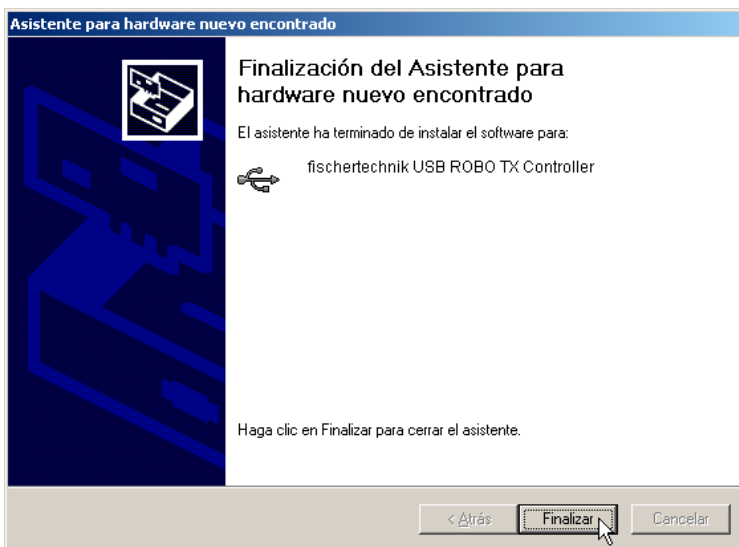 Asistente para hardware nuevo encontrado
Finalización del Asistente para
hardware nuevo encontrado
El asistente ha terminado de instalar el software para:
fischertechnik USB ROBO TX Controller
Haga clic en Finalizar para cerrar el asistente.
< Atrás Finalizar Cancelar